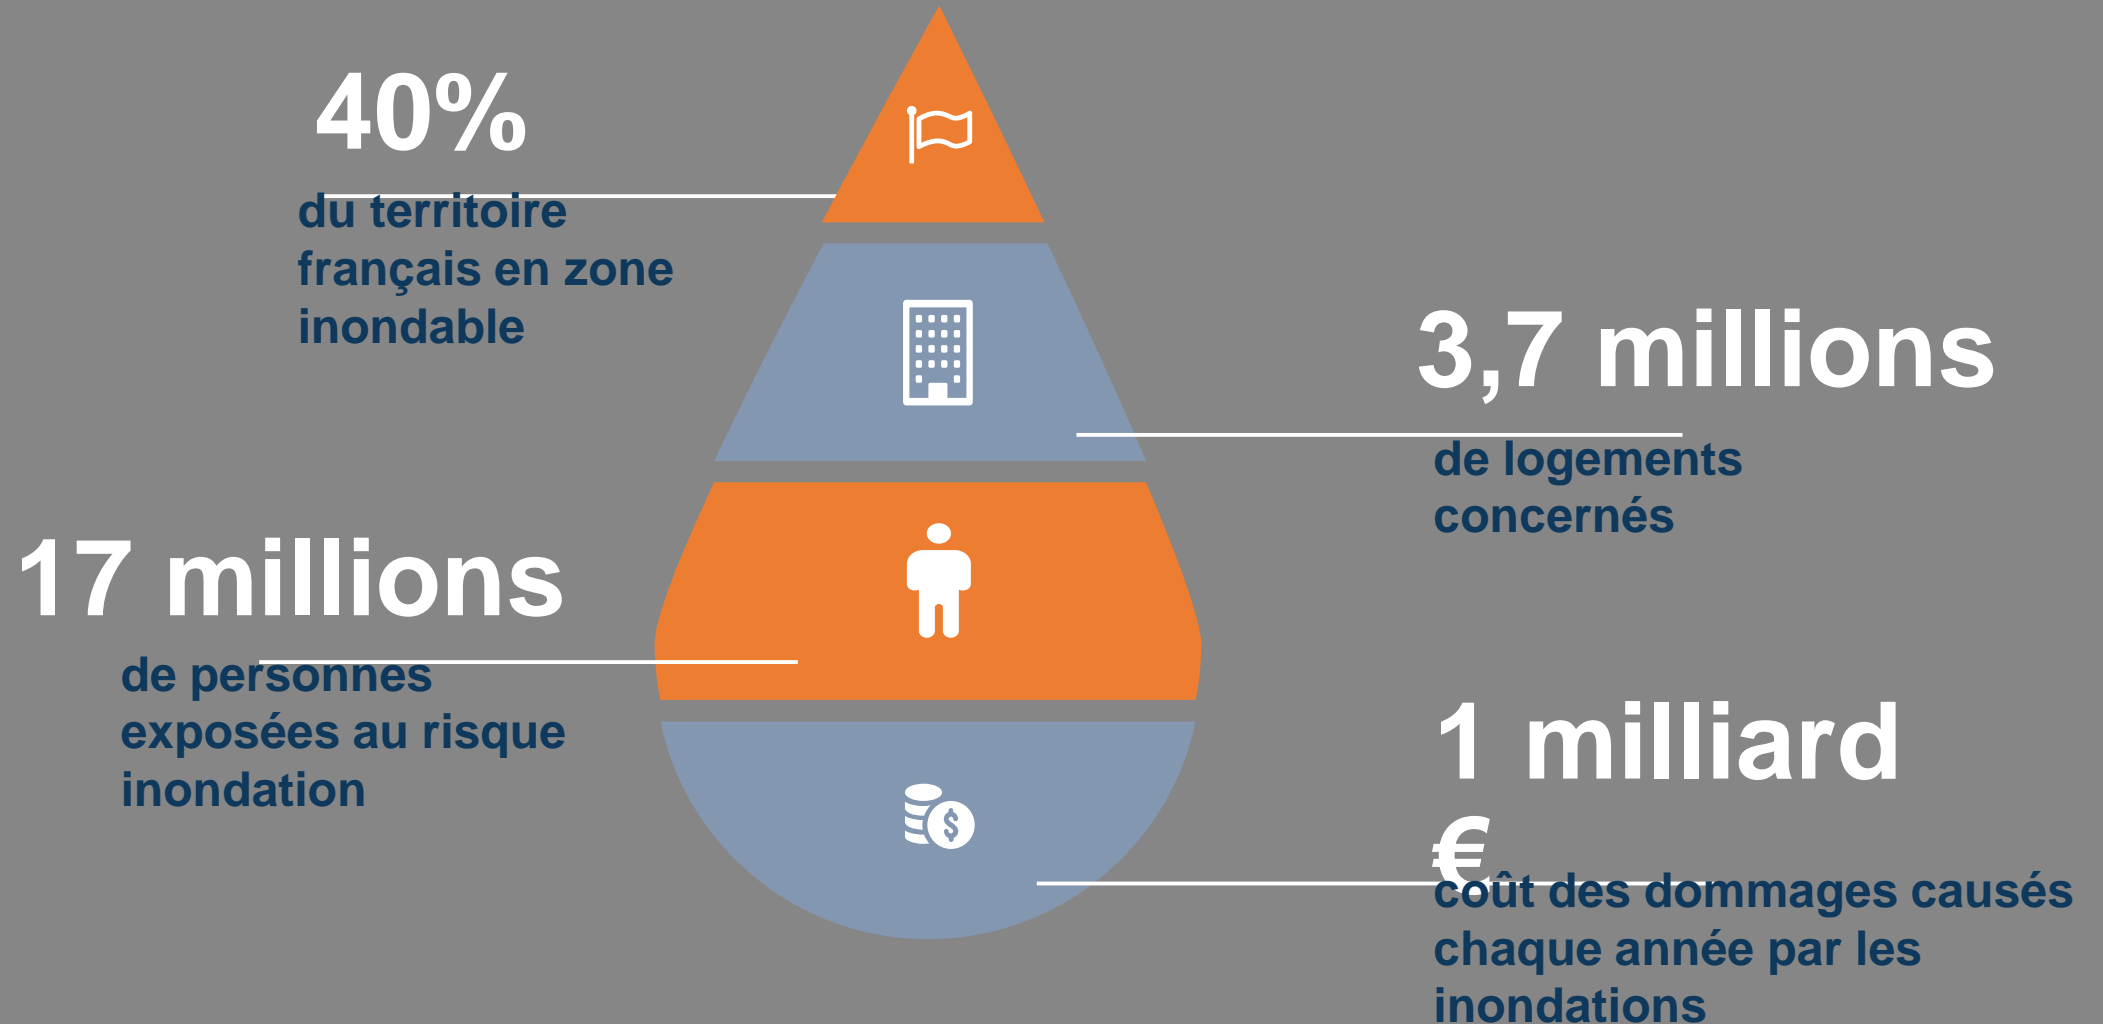 40%
du territoire
français en zone
inondable
3,7 millions
de logements
concernés
17 millions
de personnes
exposées au risque
inondation
1 milliard
€
coût des dommages causés
chaque année par les
inondations
$